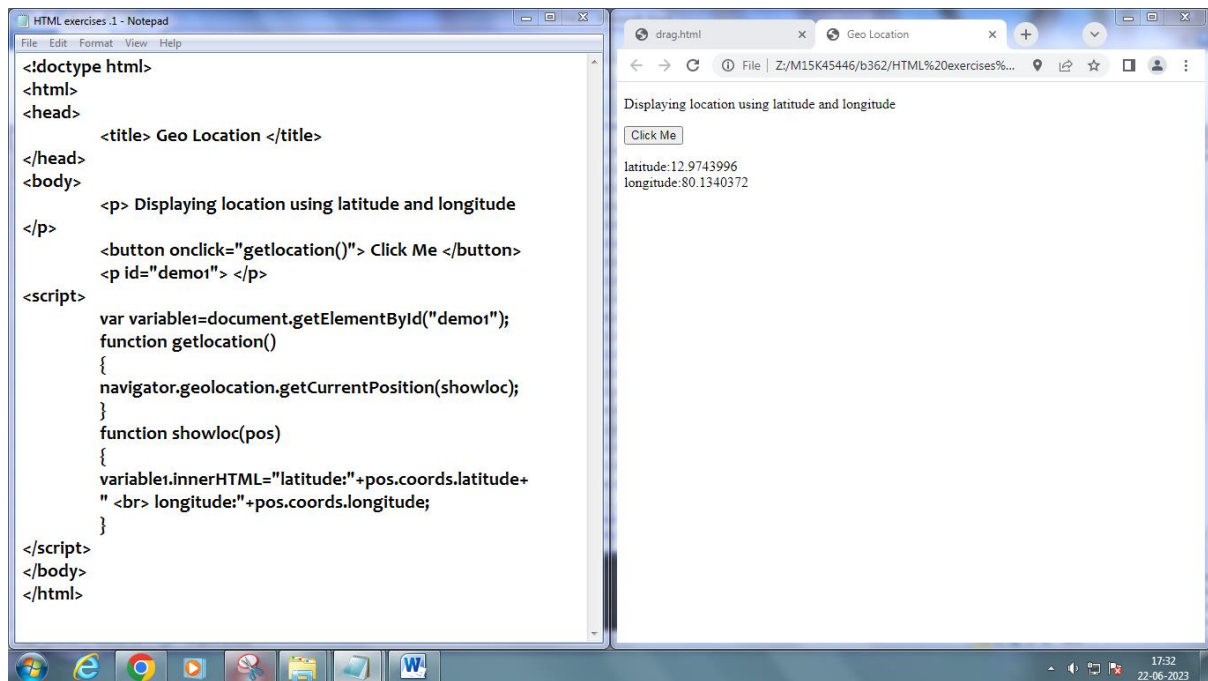 HTML exercises .1 - Notepad
File Edit Format View Help
<!doctype html>
<html>
<head>
<title> Geo Location </title>
</head>
<body>
<p> Displaying location using latitude and longitude
</p>
<button onclick="getlocation()"> Click Me </button>
<p id="demo1"> </p>
<script>
var variable1=document.getElementById("demo1");
function getlocation()
{
navigator.geolocation.getCurrentPosition(showloc);
}
function showloc(pos)
{
variable1.innerHTML="latitude:"+pos.coords.latitude+
" <br> longitude:"+pos.coords.longitude;
}
</script>
</body>
</html>
drag.html
Geo Location
File | Z:/M15K45446/b362/HTML%20exercises%...
Displaying location using latitude and longitude
Click Me
latitude:12.9743996
longitude:80.1340372
17:32
22-06-2023